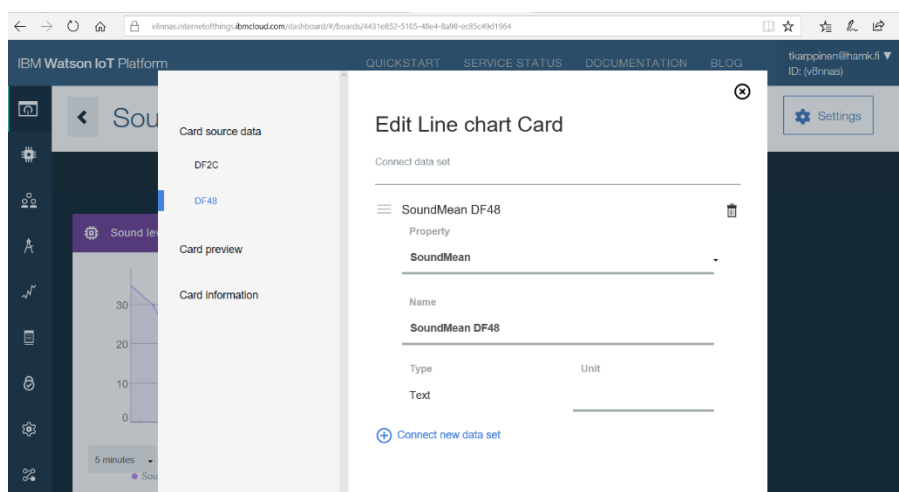 v8nnas.internetofthings.ibmcloud.com/dashboard/#/boards/4431e852-5105-48e4-8a98-ec85c49d1964
IBM Watson IoT Platform
QUICKSTART SERVICE STATUS DOCUMENTATION BLOG
tkarppinen@hamk.fi
ID: (v8nnas)
Sou
Settings
Card source data
DF2C
DF48
Card preview
Card information
Edit Line chart Card
Connect data set
SoundMean DF48
Property
SoundMean
Name
SoundMean DF48
Type Unit
Text
Connect new data set
Sound lev
30
20
10
0
5 minutes
Sou